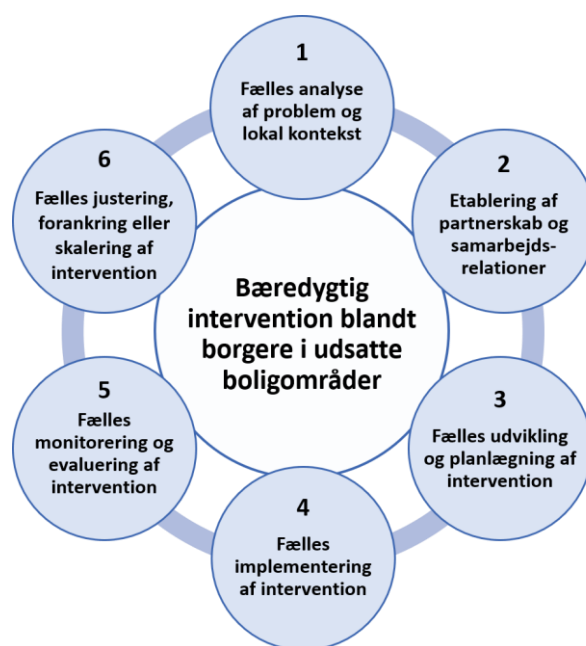 1
Fælles analyse
af problem og
lokal kontekst
2
Etablering af
partnerskab og
samarbejds-
relationer
3
Fælles udvikling
og planlægning af
intervention
4
Fælles
implementering
af intervention
5
Fælles
monitorering og
evaluering af
intervention
6
Fælles justering,
forankring eller
skalering af
intervention
Bæredygtig
intervention blandt
borgere i udsatte
boligområder